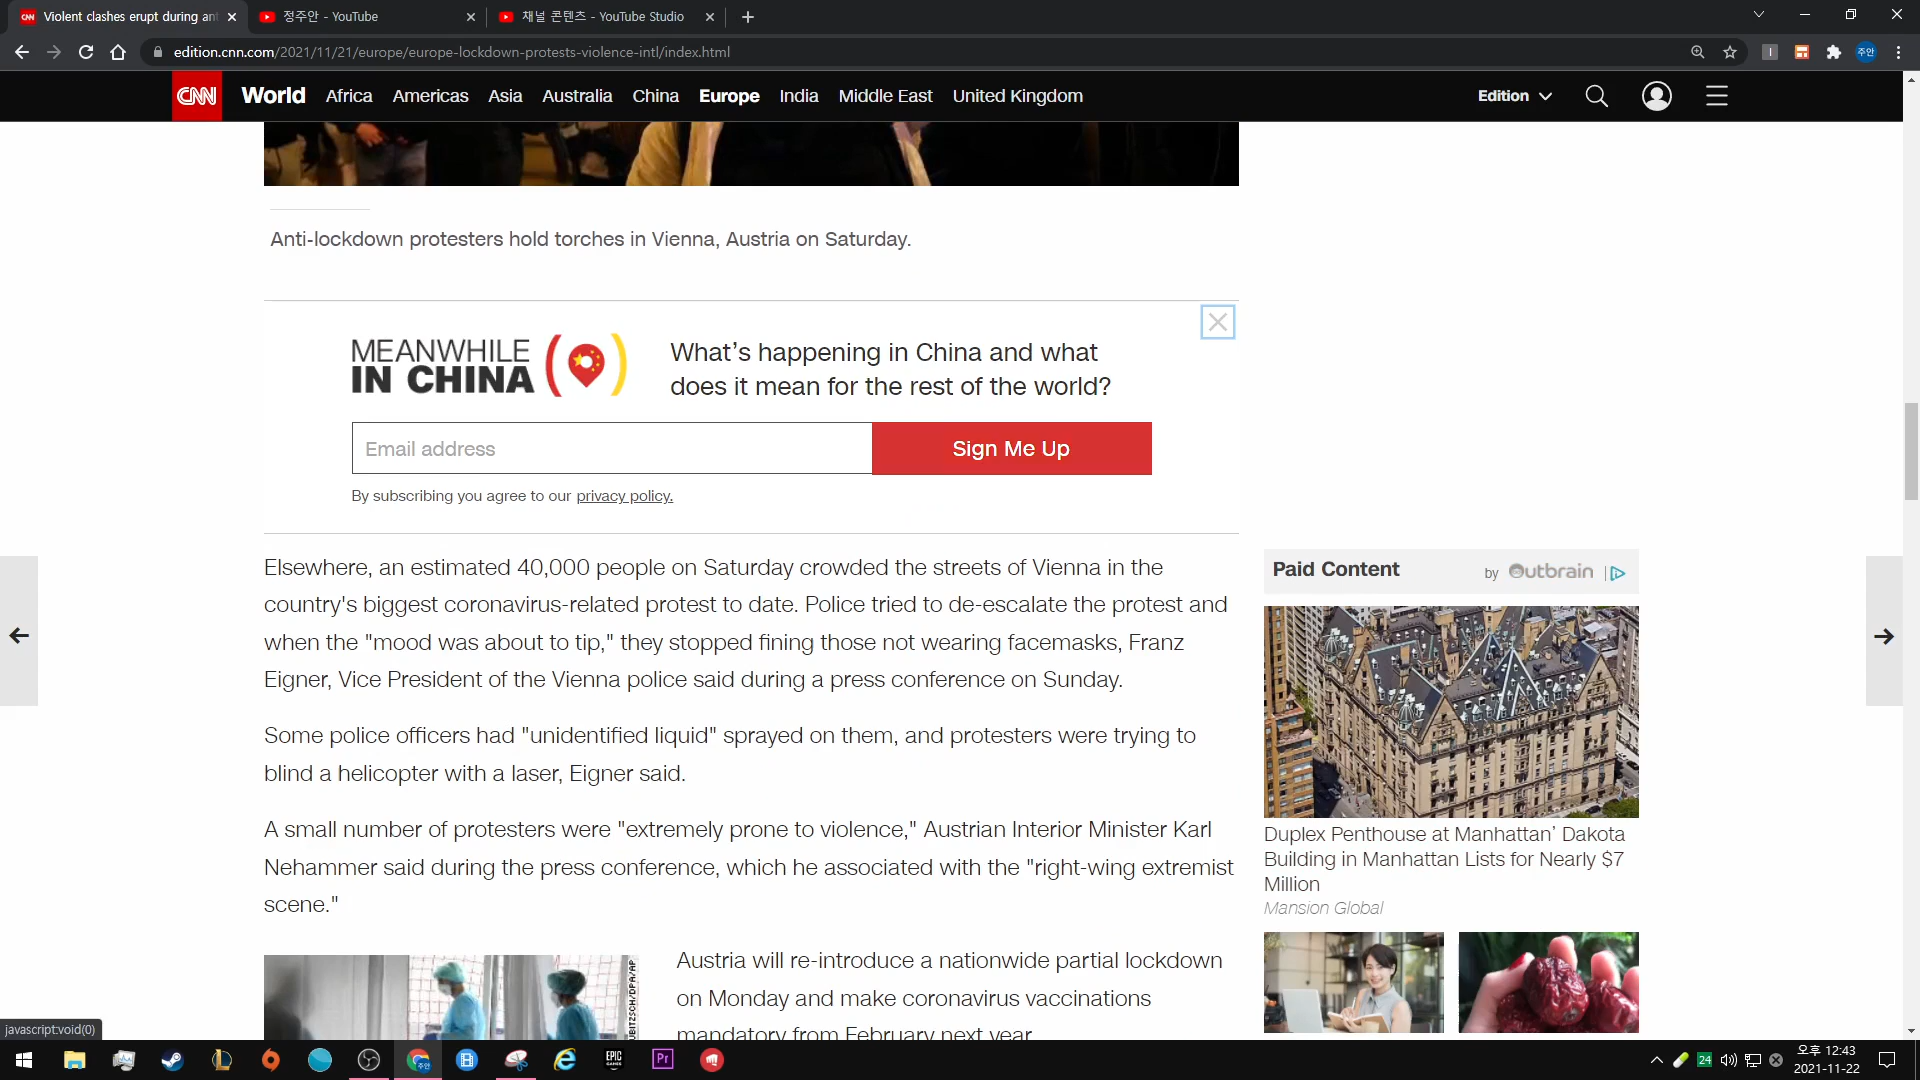 Violent clashes erupt during ant
정주안 - YouTube
채널 콘텐츠 - YouTube Studio
edition.cnn.com/2021/11/21/europe/europe-lockdown-protests-violence-intl/index.html
주안
CNN World Africa Americas Asia Australia China Europe India Middle East United Kingdom Edition
Anti-lockdown protesters hold torches in Vienna, Austria on Saturday.
MEANWHILE
IN CHINA
What's happening in China and what
does it mean for the rest of the world?
Email address
Sign Me Up
By subscribing you agree to our privacy policy.
Elsewhere, an estimated 40,000 people on Saturday crowded the streets of Vienna in the
country's biggest coronavirus-related protest to date. Police tried to de-escalate the protest and
when the "mood was about to tip," they stopped fining those not wearing facemasks, Franz
Eigner, Vice President of the Vienna police said during a press conference on Sunday.
Some police officers had "unidentified liquid" sprayed on them, and protesters were trying to
blind a helicopter with a laser, Eigner said.
A small number of protesters were "extremely prone to violence," Austrian Interior Minister Karl
Nehammer said during the press conference, which he associated with the "right-wing extremist
scene."
Austria will re-introduce a nationwide partial lockdown
on Monday and make coronavirus vaccinations
mandatory from February next year
UBITZSCH/DPA/AP
Paid Content
by Outbrain
Duplex Penthouse at Manhattan' Dakota
Building in Manhattan Lists for Nearly $7
Million
Mansion Global
javascript:void(0)
주안
EPIC
GAMES
Pr
24
오후 12:43
2021-11-22